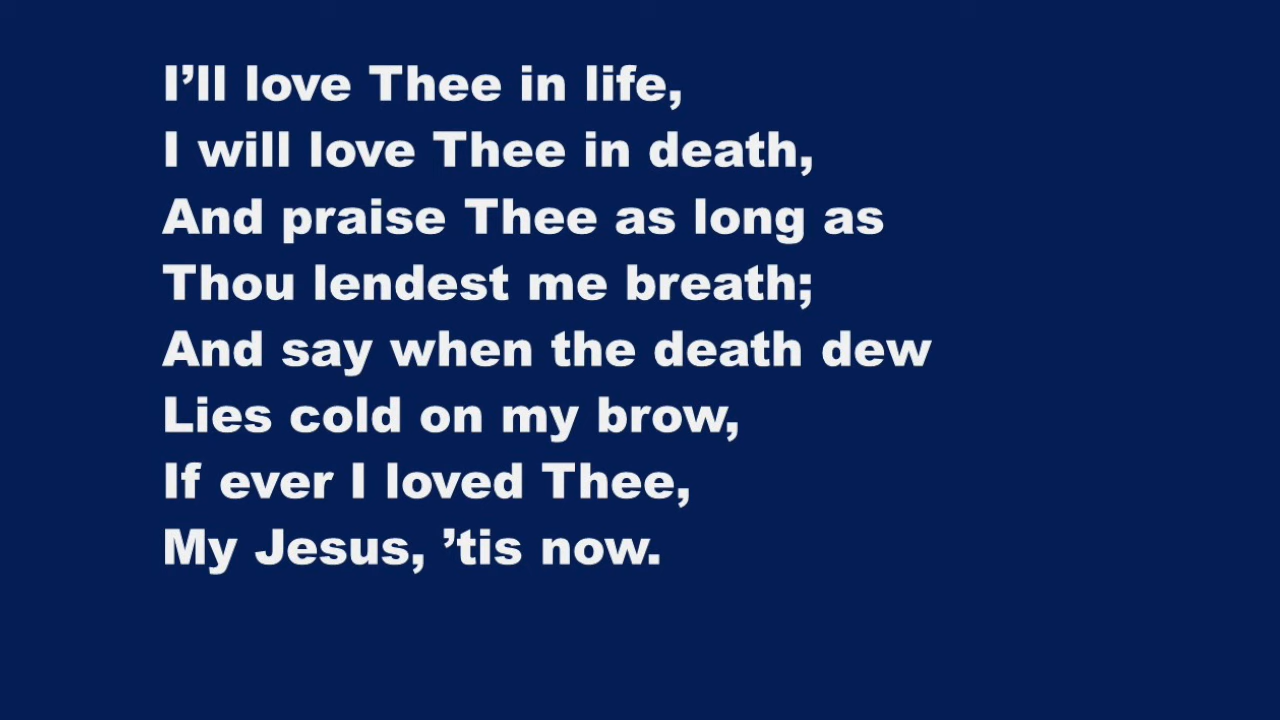 I’ll love Thee in life,
I will love Thee in death,
And praise Thee as long as
Thou lendest me breath;
And say when the death dew
Lies cold on my brow,
If ever I loved Thee,
My Jesus, ’tis now.